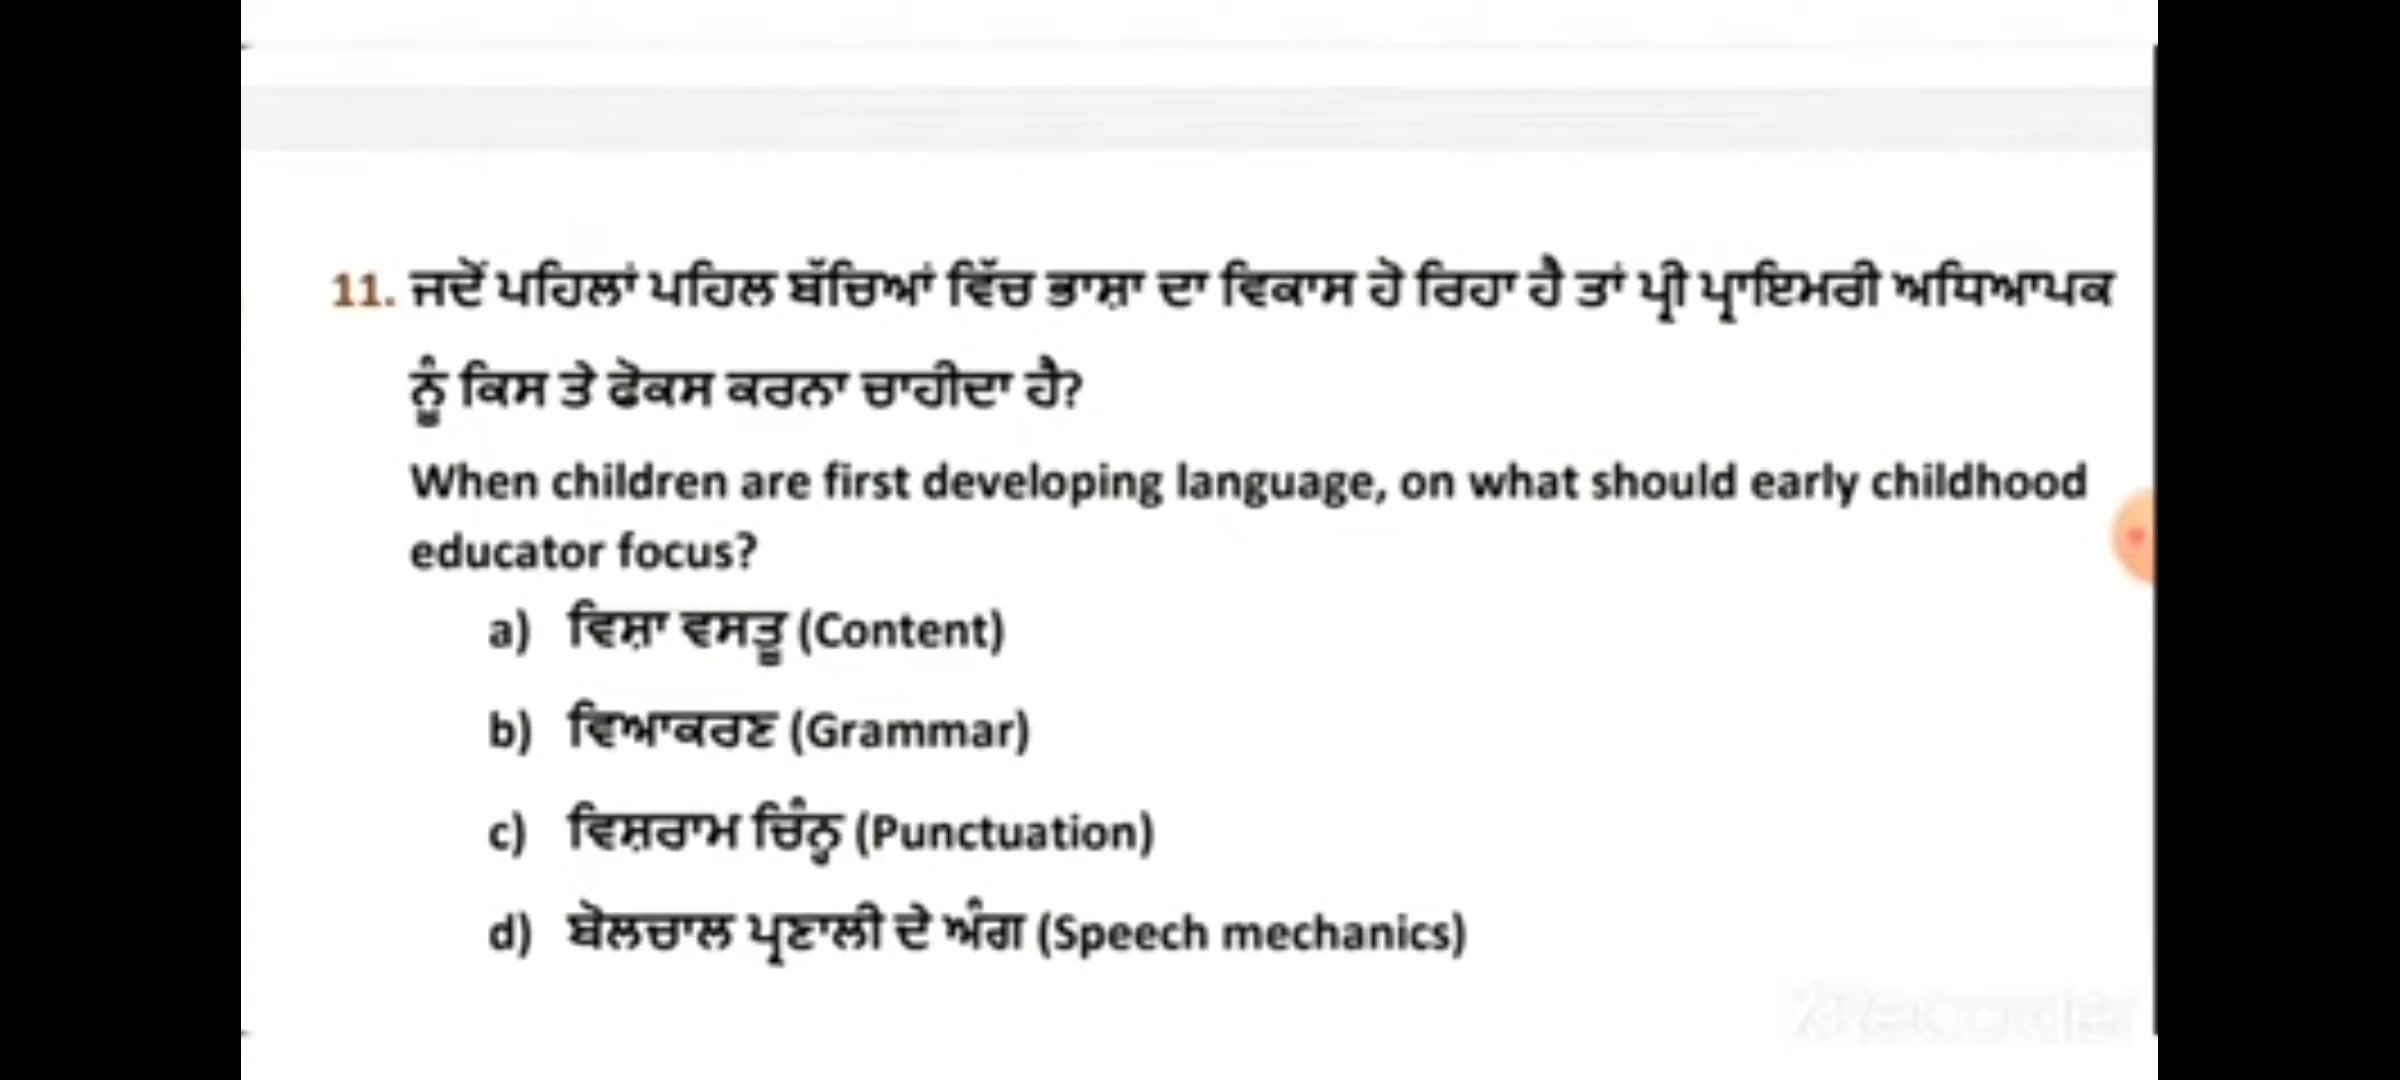 11. ਜਦੋਂ ਪਹਿਲਾਂ ਪਹਿਲ ਬੱਚਿਆਂ ਵਿੱਚ ਭਾਸ਼ਾ ਦਾ ਵਿਕਾਸ ਹੋ ਰਿਹਾ ਹੈ ਤਾਂ ਪ੍ਰੀ ਪ੍ਰਾਇਮਰੀ ਅਧਿਆਪਕ
ਨੂੰ ਕਿਸ ਤੇ ਫੋਕਸ ਕਰਨਾ ਚਾਹੀਦਾ ਹੈ?
When children are first developing language, on what should early childhood
educator focus?
a) ਵਿਸ਼ਾ ਵਸਤੂ (Content)
b) ਵਿਆਕਰਣ (Grammar)
c) ਵਿਸ਼ਰਾਮ ਚਿੰਨ੍ਹ (Punctuation)
d) ਬੋਲਚਾਲ ਪ੍ਰਣਾਲੀ ਦੇ ਅੰਗ (Speech mechanics)